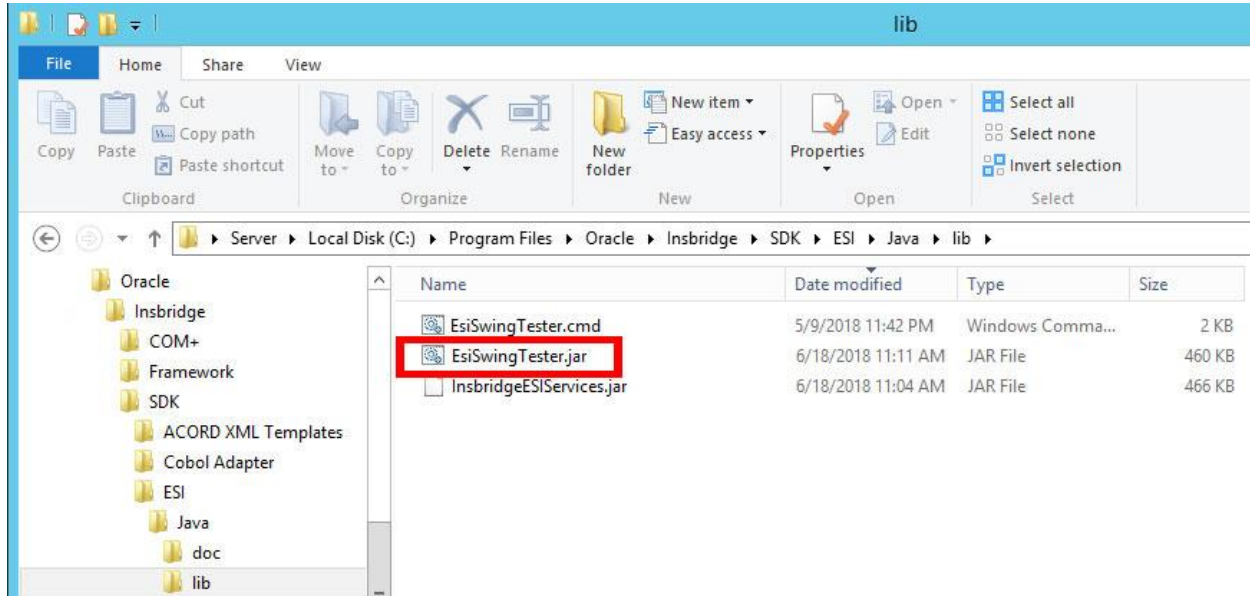 lib
File Home Share View
Copy
Paste
Cut
Copy path
Paste shortcut
Clipboard
Move to
Copy to
Delete
Rename
Organize
New folder
New item
Easy access
New
Properties
Open
Edit
Open
Select all
Select none
Invert selection
Select
Server Local Disk (C:) Program Files Oracle Insbridge SDK ESI Java lib
Oracle
Insbridge
COM+
Framework
SDK
ACORD XML Templates
Cobol Adapter
ESI
Java
doc
lib
Name Date modified Type Size
EsiSwingTester.cmd 5/9/2018 11:42 PM Windows Comma... 2 KB
EsiSwingTester.jar 6/18/2018 11:11 AM JAR File 460 KB
InsbridgeESIServices.jar 6/18/2018 11:04 AM JAR File 466 KB